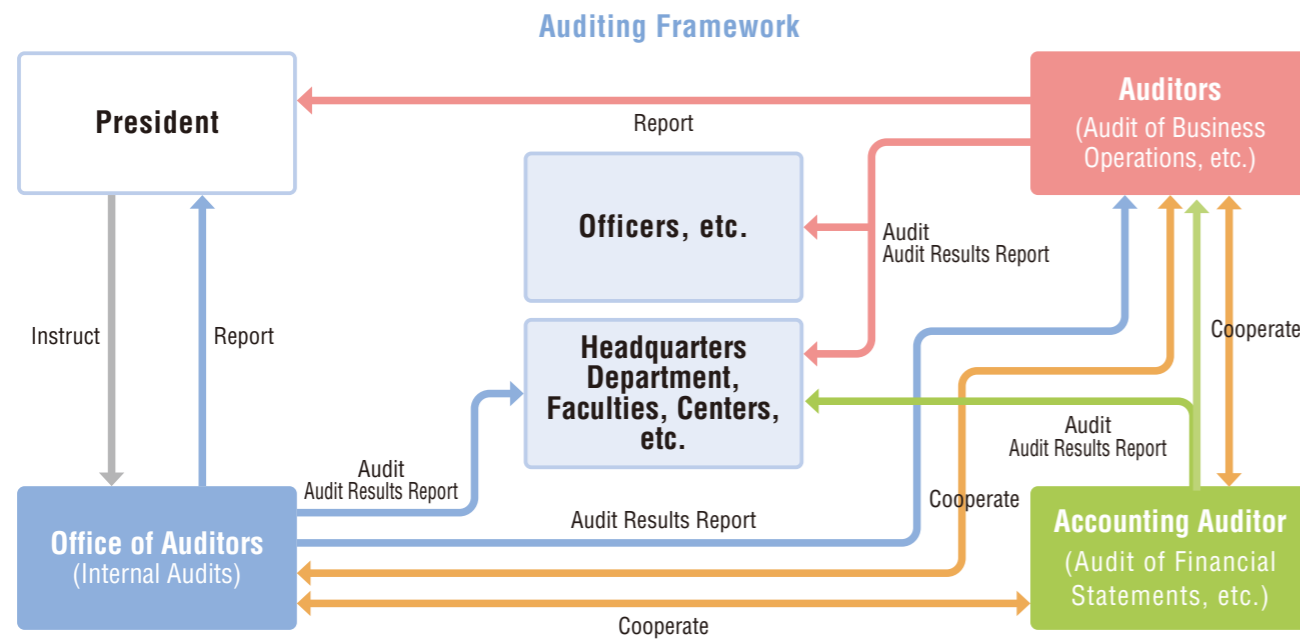 Auditing Framework
President
Auditors
(Audit of Business
Operations, etc.)
Report
Officers, etc.
Audit
Audit Results Report
Instruct
Report
Cooperate
Headquarters
Department,
Faculties, Centers,
etc.
Audit
Audit Results Report
Audit
Audit Results Report
Cooperate
Audit Results Report
Office of Auditors
(Internal Audits)
Accounting Auditor
(Audit of Financial
Statements, etc.)
Cooperate